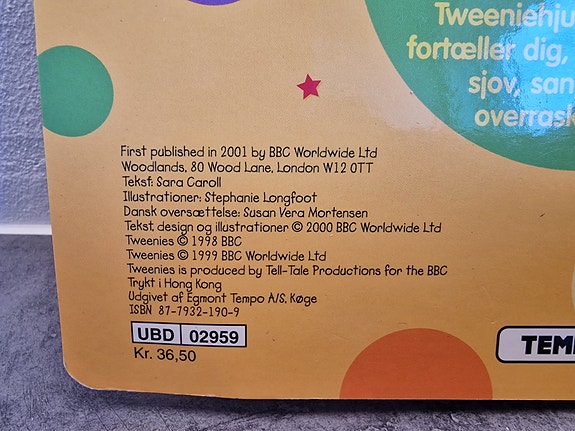 Tweeniehju
fortæller dig,
sjov, san
overrask
First published in 2001 by BBC Worldwide Ltd
Woodlands, 80 Wood Lane, London W12 0TT
Tekst: Sara Caroll
Illustrationer: Stephanie Longfoot
Dansk oversættelse: Susan Vera Mortensen
Tekst, design og illustrationer © 2000 BBC Worldwide Ltd
Tweenies © 1998 BBC
Tweenies © 1999 BBC Worldwide Ltd
Tweenies is produced by Tell-Tale Productions for the BBC
Trykt i Hong Kong
Udgivet af Egmont Tempo A/S, Køge
ISBN 87-7932-190-9
UBD 02959
Kr. 36,50
TEM